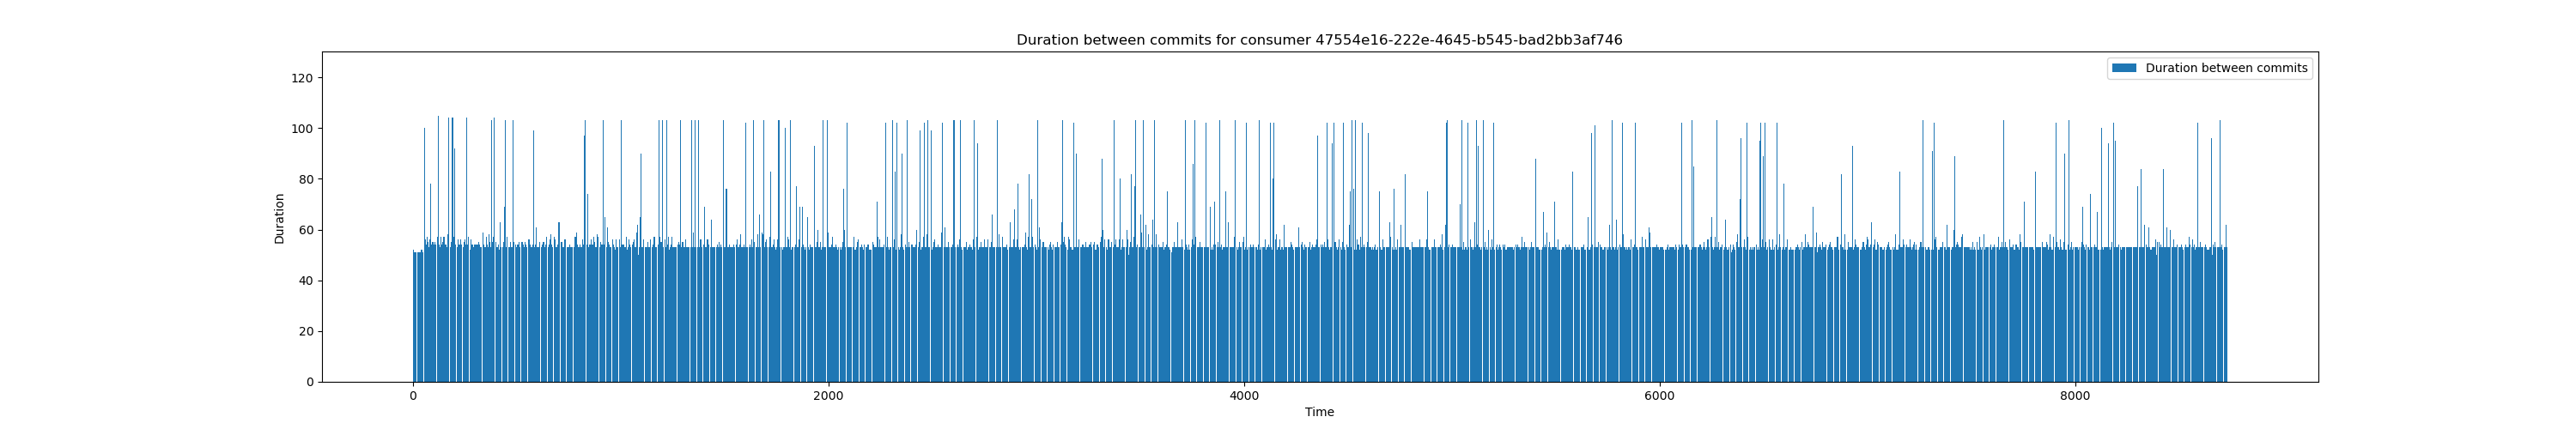 Duration between commits for consumer 47554e16-222e-4645-b545-bad2bb3af746
Duration between commits
120
100
80
60
40
20
0
Duration
0 2000 4000 6000 8000
Time